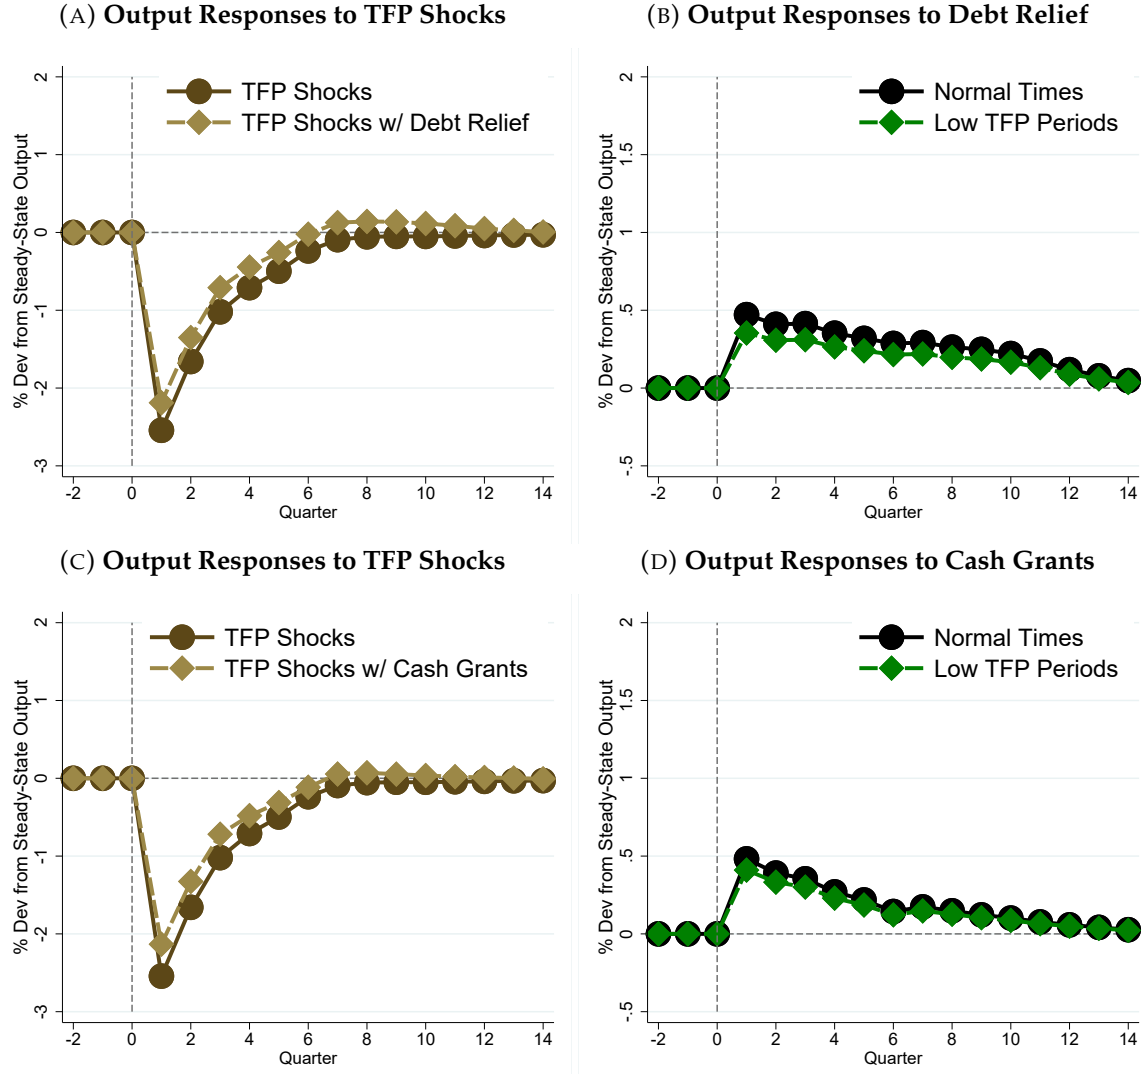 (A) Output Responses to TFP Shocks
% Dev from Steady-State Output
2
1
0
-1
-2
-3
TFP Shocks
TFP Shocks w/ Debt Relief
-2 0 2 4 6 8 10 12 14
Quarter
(B) Output Responses to Debt Relief
% Dev from Steady-State Output
2
1.5
1
.5
0
-.5
Normal Times
Low TFP Periods
-2 0 2 4 6 8 10 12 14
Quarter
(C) Output Responses to TFP Shocks
% Dev from Steady-State Output
2
1
0
-1
-2
-3
TFP Shocks
TFP Shocks w/ Cash Grants
-2 0 2 4 6 8 10 12 14
Quarter
(D) Output Responses to Cash Grants
% Dev from Steady-State Output
2
1.5
1
.5
0
-.5
Normal Times
Low TFP Periods
-2 0 2 4 6 8 10 12 14
Quarter